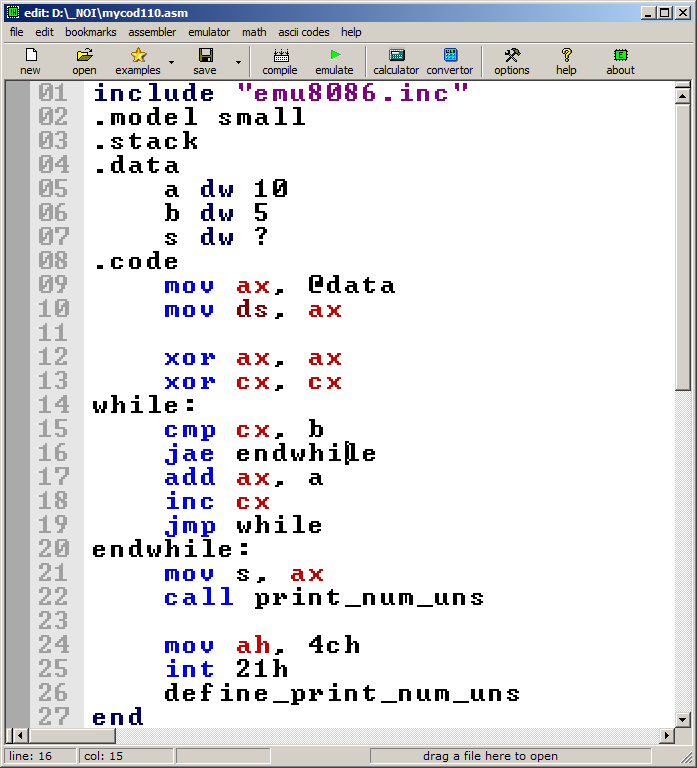 edit: D:\_NOI\mycod110.asm
file edit bookmarks assembler emulator math ascii codes help
new open examples save compile emulate calculator convertor options help about
01 include "emu8086.inc"
02 .model small
03 .stack
04 .data
05 a dw 10
06 b dw 5
07 s dw ?
08 .code
09 mov ax, @data
10 mov ds, ax
11
12 xor ax, ax
13 xor cx, cx
14 while:
15 cmp cx, b
16 jae endwhile
17 add ax, a
18 inc cx
19 jmp while
20 endwhile:
21 mov s, ax
22 call print_num_uns
23
24 mov ah, 4ch
25 int 21h
26 define_print_num_uns
27 end
line: 16 col: 15 drag a file here to open